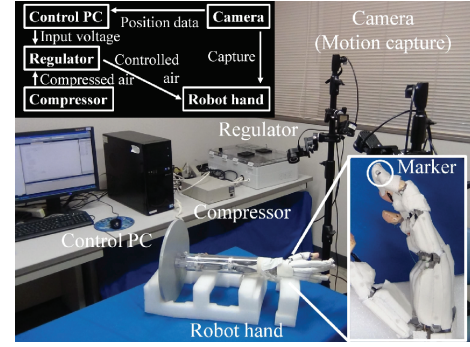 Control PC
Position data
Camera
Input voltage
Regulator
Controlled
air
Capture
Compressed air
Compressor
Robot hand
Camera
(Motion capture)
Regulator
Marker
Compressor
Control PC
Robot hand